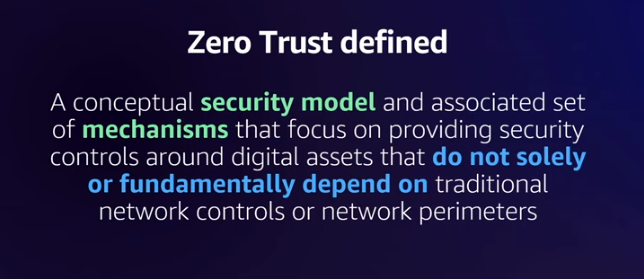 Zero Trust defined
A conceptual security model and associated set
of mechanisms that focus on providing security
controls around digital assets that do not solely
or fundamentally depend on traditional
network controls or network perimeters